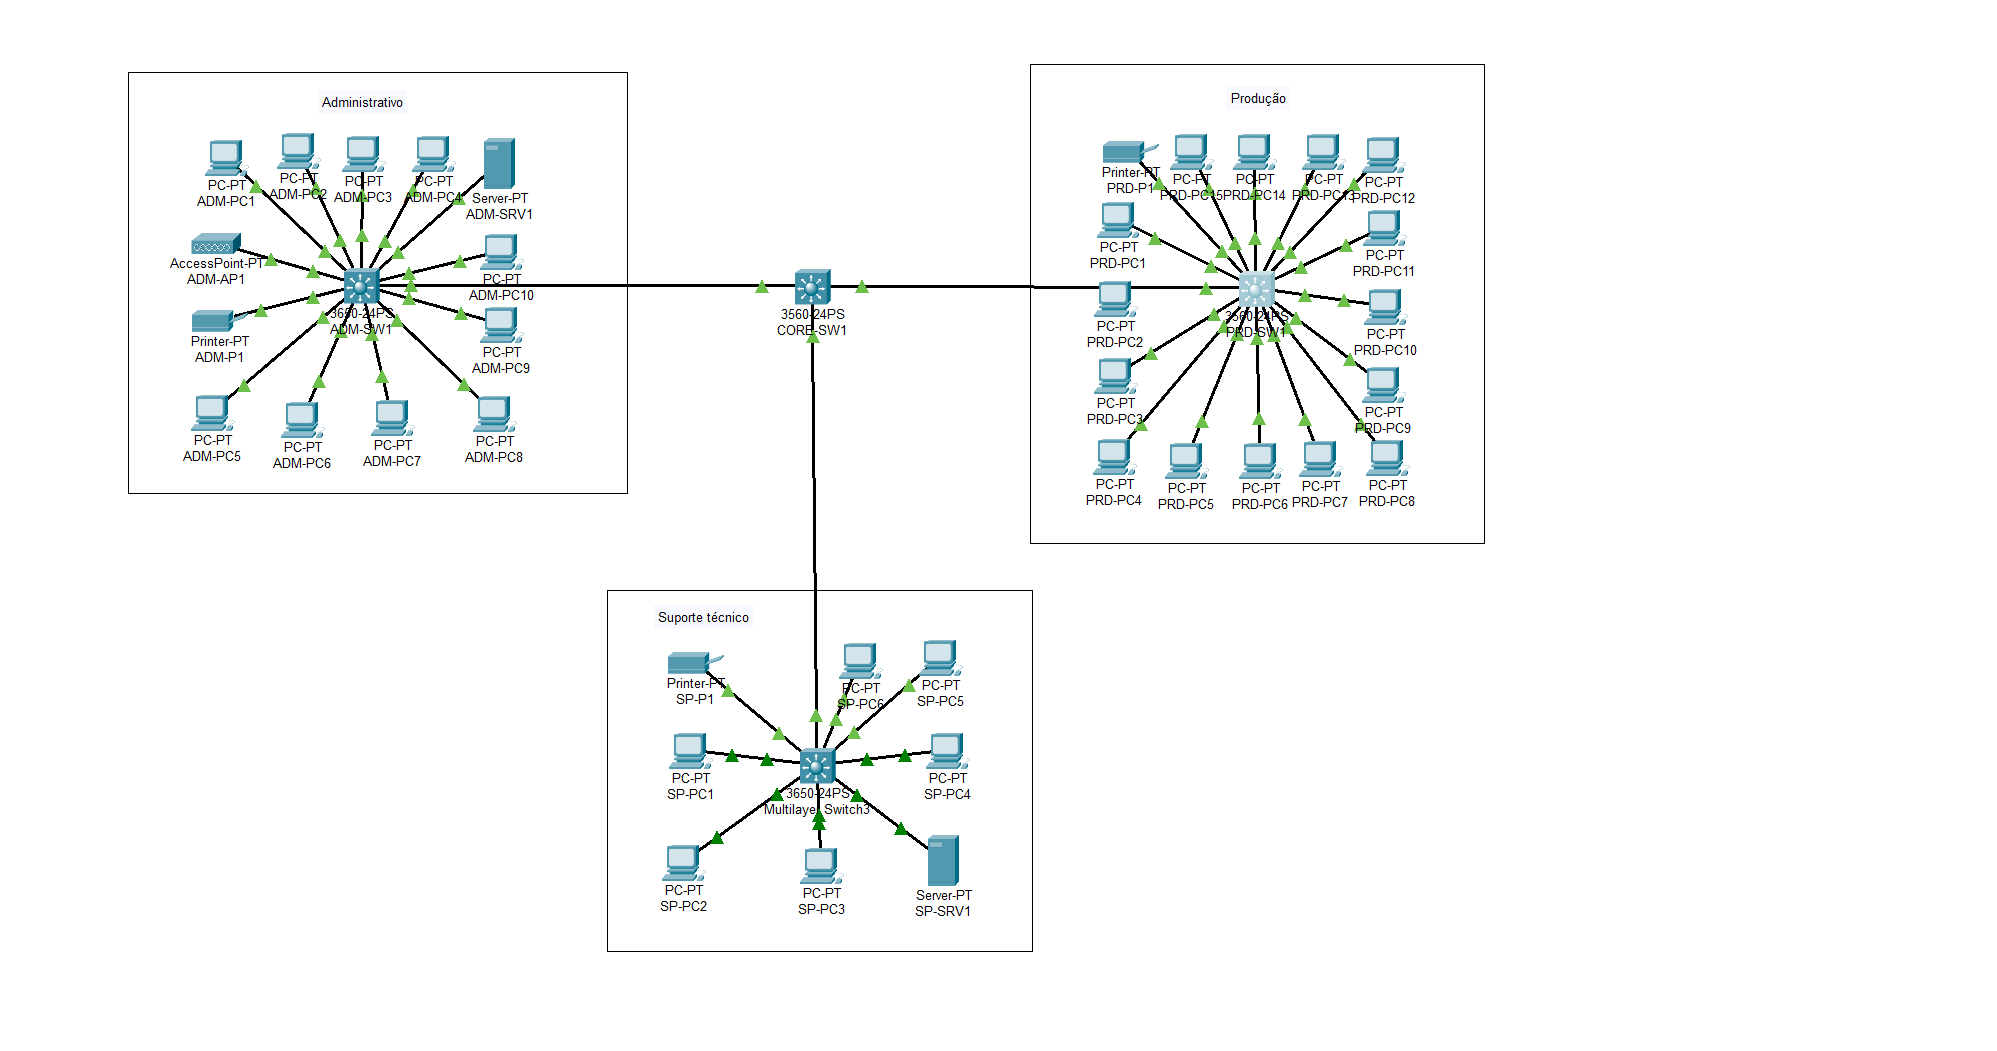 Administrativo
PC-PT
ADM-PC1
PC-PT
ADM-PC2
PC-PT
ADM-PC3
PC-PT
ADM-PC4
Server-PT
ADM-SRV1
AccessPoint-PT
ADM-AP1
PC-PT
ADM-PC10
3650-24PS
ADM-SW1
Printer-PT
ADM-P1
PC-PT
ADM-PC9
PC-PT
ADM-PC5
PC-PT
ADM-PC6
PC-PT
ADM-PC7
PC-PT
ADM-PC8
3560-24PS
CORE-SW1
Produção
Printer-PT
PRD-P1
PC-PT
PRD-PC15
PC-PT
PRD-PC14
PC-PT
PRD-PC13
PC-PT
PRD-PC12
PC-PT
PRD-PC1
PC-PT
PRD-PC11
PC-PT
PRD-PC2
3560-24PS
PRD-SW1
PC-PT
PRD-PC10
PC-PT
PRD-PC3
PC-PT
PRD-PC9
PC-PT
PRD-PC4
PC-PT
PRD-PC5
PC-PT
PRD-PC6
PC-PT
PRD-PC7
PC-PT
PRD-PC8
Suporte técnico
Printer-PT
SP-P1
PC-PT
SP-PC6
PC-PT
SP-PC5
PC-PT
SP-PC1
3650-24PS
Multilayer Switch3
PC-PT
SP-PC4
PC-PT
SP-PC2
PC-PT
SP-PC3
Server-PT
SP-SRV1